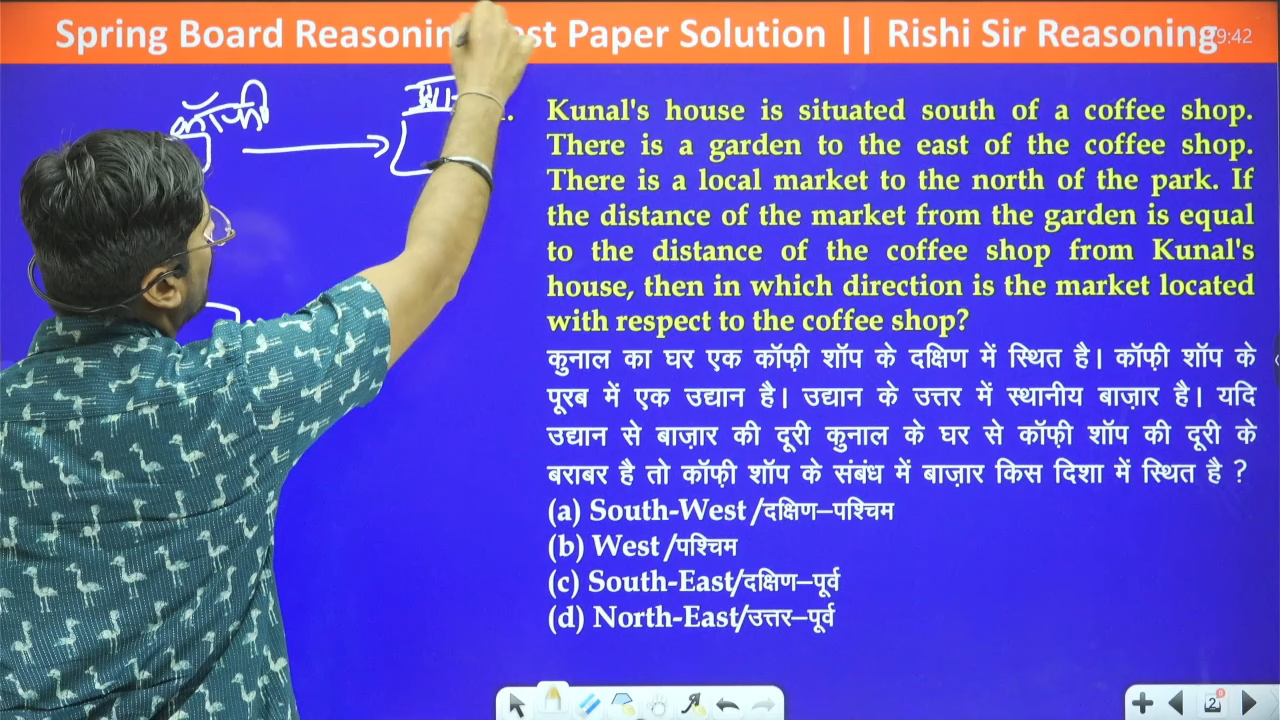 Spring Board Reasoning Test Paper Solution || Rishi Sir Reasoning
9:42
कॉफी
Kunal's house is situated south of a coffee shop.
There is a garden to the east of the coffee shop.
There is a local market to the north of the park. If
the distance of the market from the garden is equal
to the distance of the coffee shop from Kunal's
house, then in which direction is the market located
with respect to the coffee shop?
कुनाल का घर एक कॉफ़ी शॉप के दक्षिण में स्थित है। कॉफ़ी शॉप के
पूरब में एक उद्यान है। उद्यान के उत्तर में स्थानीय बाज़ार है। यदि
उद्यान से बाज़ार की दूरी कुनाल के घर से कॉफ़ी शॉप की दूरी के
बराबर है तो कॉफ़ी शॉप के संबंध में बाज़ार किस दिशा में स्थित है ?
(a) South-West /दक्षिण–पश्चिम
(b) West /पश्चिम
(c) South-East/दक्षिण–पूर्व
(d) North-East/उत्तर–पूर्व
2